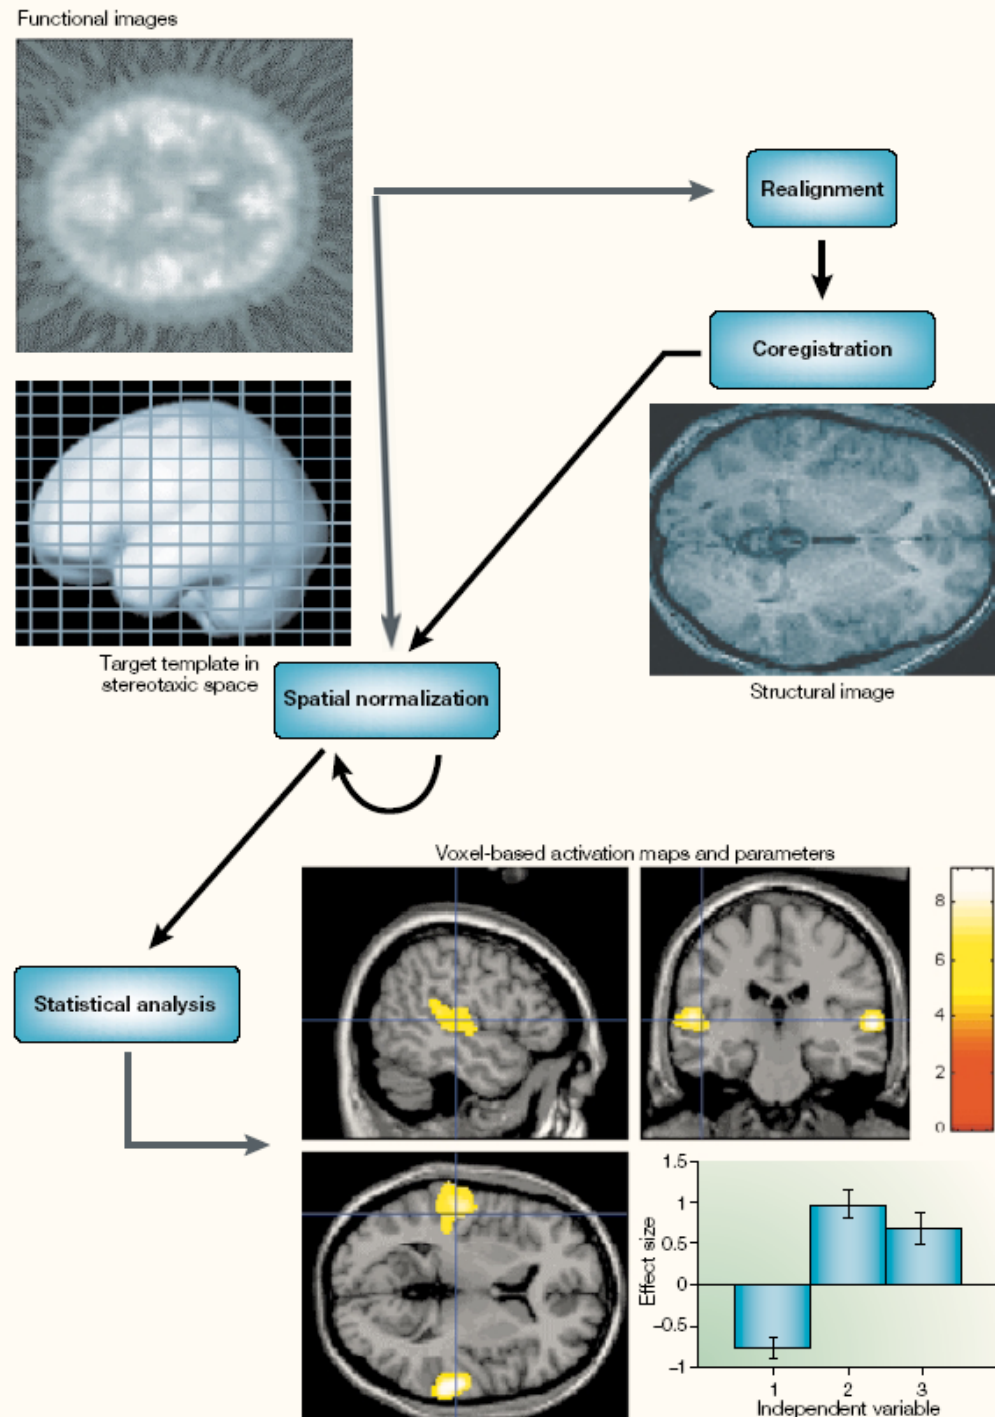 Functional images
Realignment
Coregistration
Target template in
stereotaxic space
Spatial normalization
Structural image
Voxel-based activation maps and parameters
8
6
4
2
0
Statistical analysis
1.5
1
0.5
0
−0.5
−1
Effect size
1 2 3
Independent variable